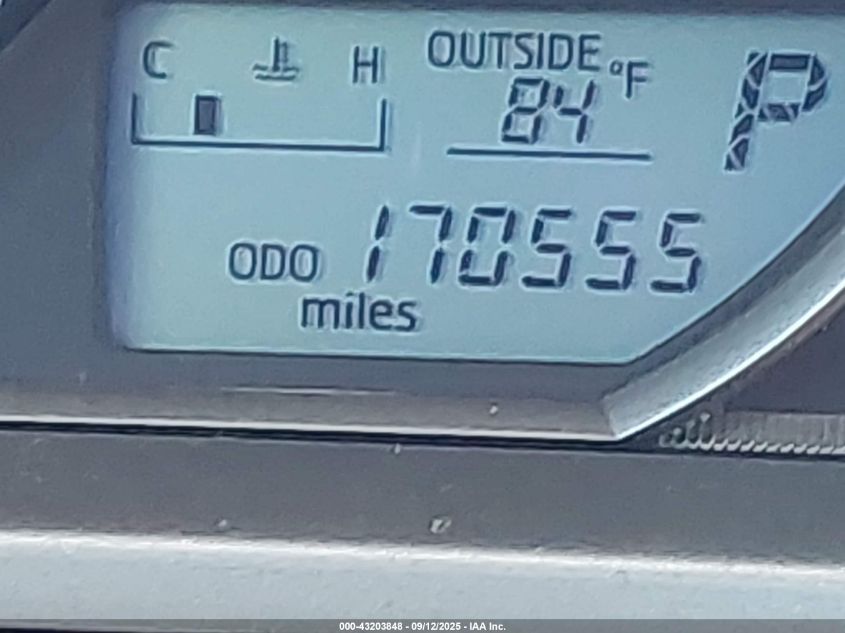 C H OUTSIDE °F
84 P
ODO 170555
miles
000-43203848 - 09/12/2025 - IAA Inc.